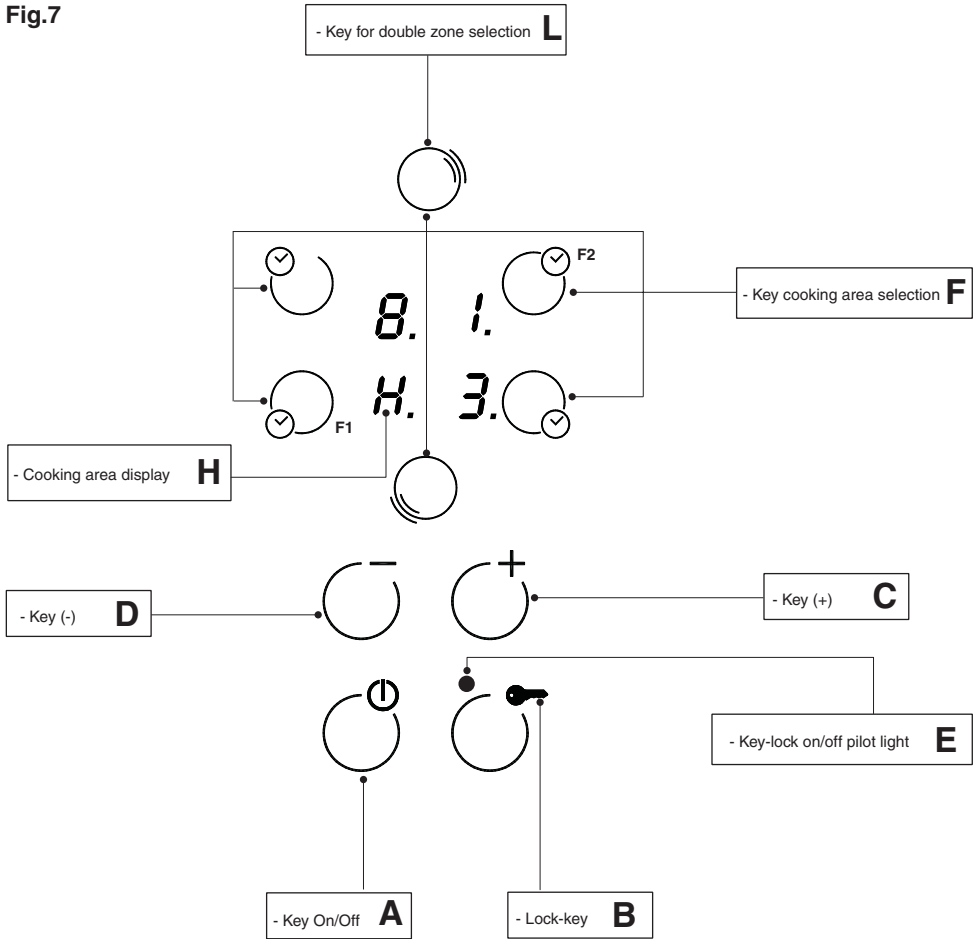 Fig.7
- Key for double zone selection L
F2
8. 1.
- Key cooking area selection F
H. 3.
F1
- Cooking area display H
- Key (-) D
- Key (+) C
- Key-lock on/off pilot light E
- Key On/Off A
- Lock-key B